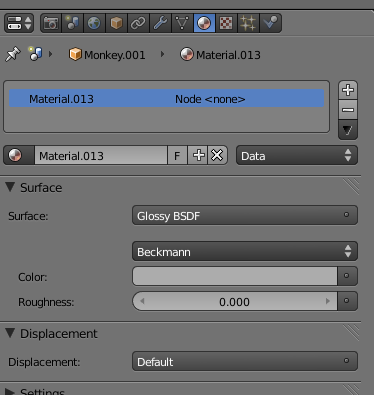 Monkey.001 Material.013
Material.013 Node <none>
Material.013 F Data
Surface
Surface: Glossy BSDF
Beckmann
Color:
Roughness: 0.000
Displacement
Displacement: Default
Settings